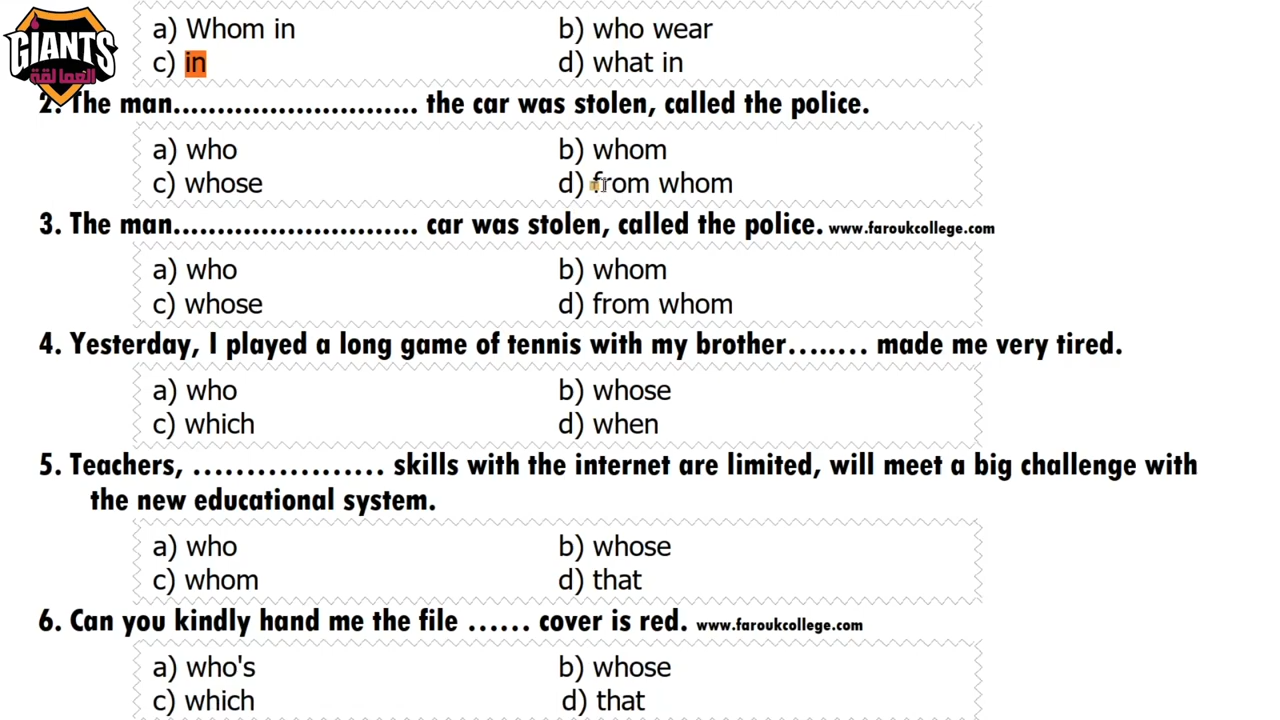 GIANTS
العمالقة
a) Whom in b) who wear
c) in d) what in
2. The man............................ the car was stolen, called the police.
a) who b) whom
c) whose d) from whom
3. The man............................ car was stolen, called the police. www.faroukcollege.com
a) who b) whom
c) whose d) from whom
4. Yesterday, I played a long game of tennis with my brother…..… made me very tired.
a) who b) whose
c) which d) when
5. Teachers, ……………… skills with the internet are limited, will meet a big challenge with
the new educational system.
a) who b) whose
c) whom d) that
6. Can you kindly hand me the file …… cover is red. www.faroukcollege.com
a) who's b) whose
c) which d) that